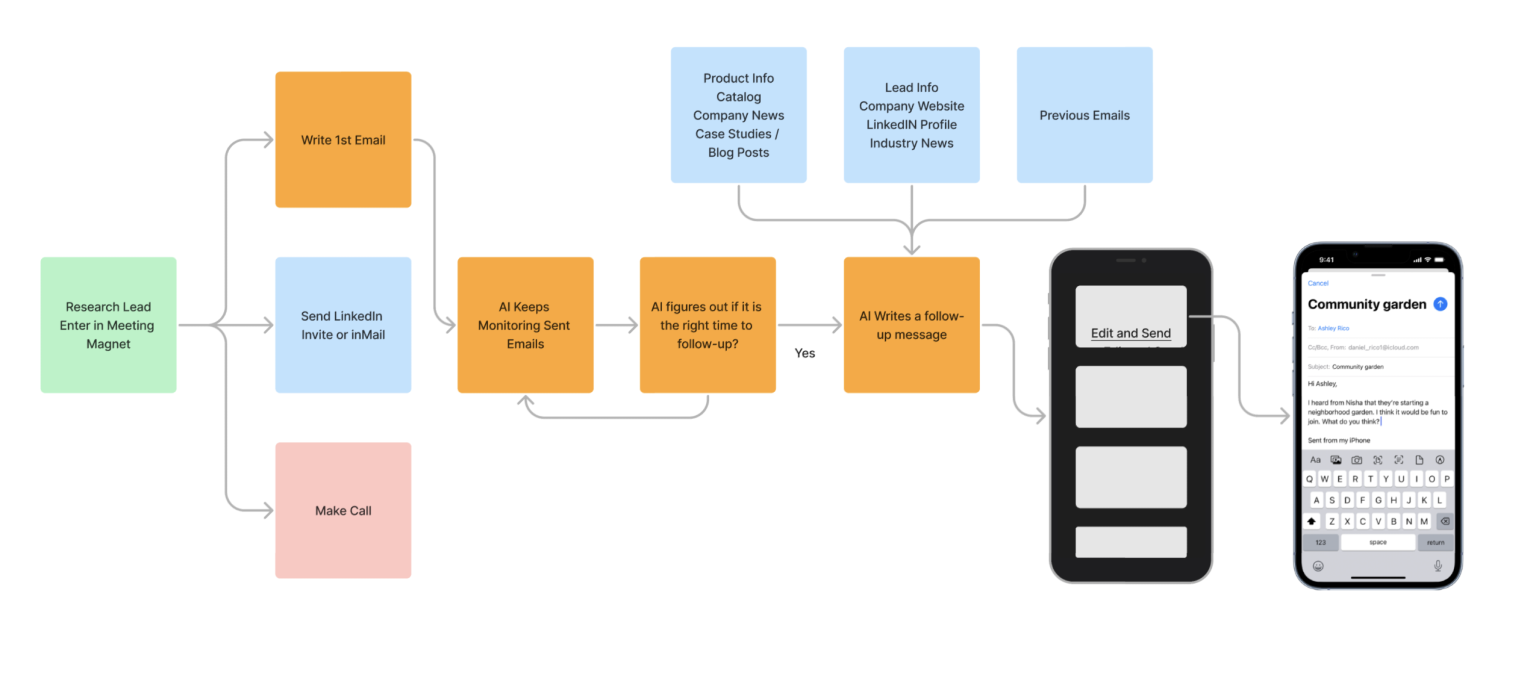 Product Info
Catalog
Company News
Case Studies /
Blog Posts
Lead Info
Company Website
LinkedIN Profile
Industry News
Previous Emails
Write 1st Email
Research Lead
Enter in Meeting
Magnet
Send LinkedIn
Invite or inMail
Make Call
AI Keeps
Monitoring Sent
Emails
AI figures out if it is
the right time to
follow-up?
Yes
AI Writes a follow-
up message
Edit and Send
9:41
Cancel
Community garden
To: Ashley Rico
Cc/Bcc, From: daniel_rico1@icloud.com
Subject: Community garden
Hi Ashley,
I heard from Nisha that they're starting a
neighborhood garden. I think it would be fun to
join. What do you think?
Sent from my iPhone
Aa
Q W E R T Y U I O P
A S D F G H J K L
Z X C V B N M
123 space return